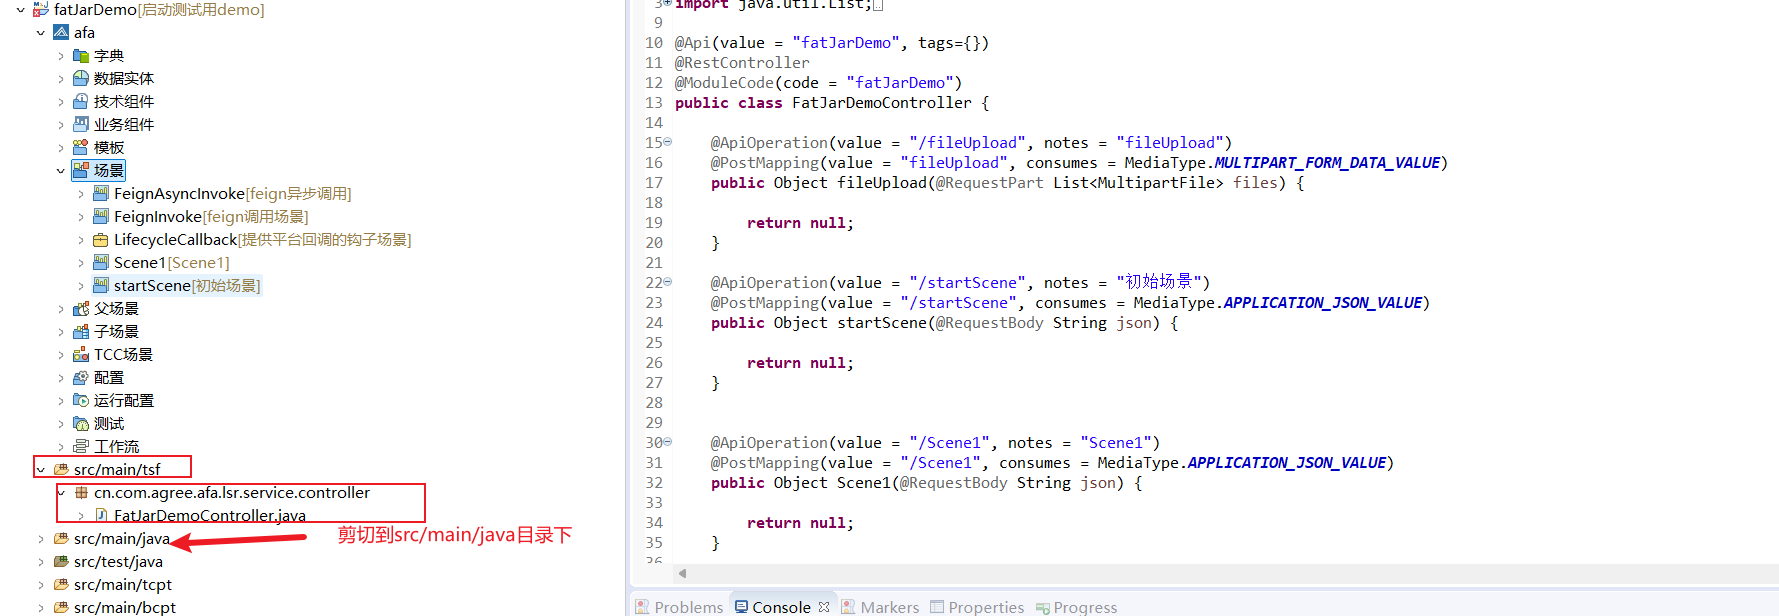 fatJarDemo[启动测试用demo]
afa
字典
数据实体
技术组件
业务组件
模板
场景
FeignAsyncInvoke[feign异步调用]
FeignInvoke[feign调用场景]
LifecycleCallback[提供平台回调的钩子场景]
Scene1[Scene1]
startScene[初始场景]
父场景
子场景
TCC场景
配置
运行配置
测试
工作流
src/main/tsf
cn.com.agree.afa.lsr.service.controller
FatJarDemoController.java
src/main/java
剪切到src/main/java目录下
src/test/java
src/main/tcpt
src/main/bcpt
3 import java.util.List;
9
10 @Api(value = "fatJarDemo", tags={})
11 @RestController
12 @ModuleCode(code = "fatJarDemo")
13 public class FatJarDemoController {
14
15 @ApiOperation(value = "/fileUpload", notes = "fileUpload")
16 @PostMapping(value = "fileUpload", consumes = MediaType.MULTIPART_FORM_DATA_VALUE)
17 public Object fileUpload(@RequestPart List<MultipartFile> files) {
18
19 return null;
20 }
21
22 @ApiOperation(value = "/startScene", notes = "初始场景")
23 @PostMapping(value = "/startScene", consumes = MediaType.APPLICATION_JSON_VALUE)
24 public Object startScene(@RequestBody String json) {
25
26 return null;
27 }
28
29
30 @ApiOperation(value = "/Scene1", notes = "Scene1")
31 @PostMapping(value = "/Scene1", consumes = MediaType.APPLICATION_JSON_VALUE)
32 public Object Scene1(@RequestBody String json) {
33
34 return null;
35 }
36
Problems Console Markers Properties Progress